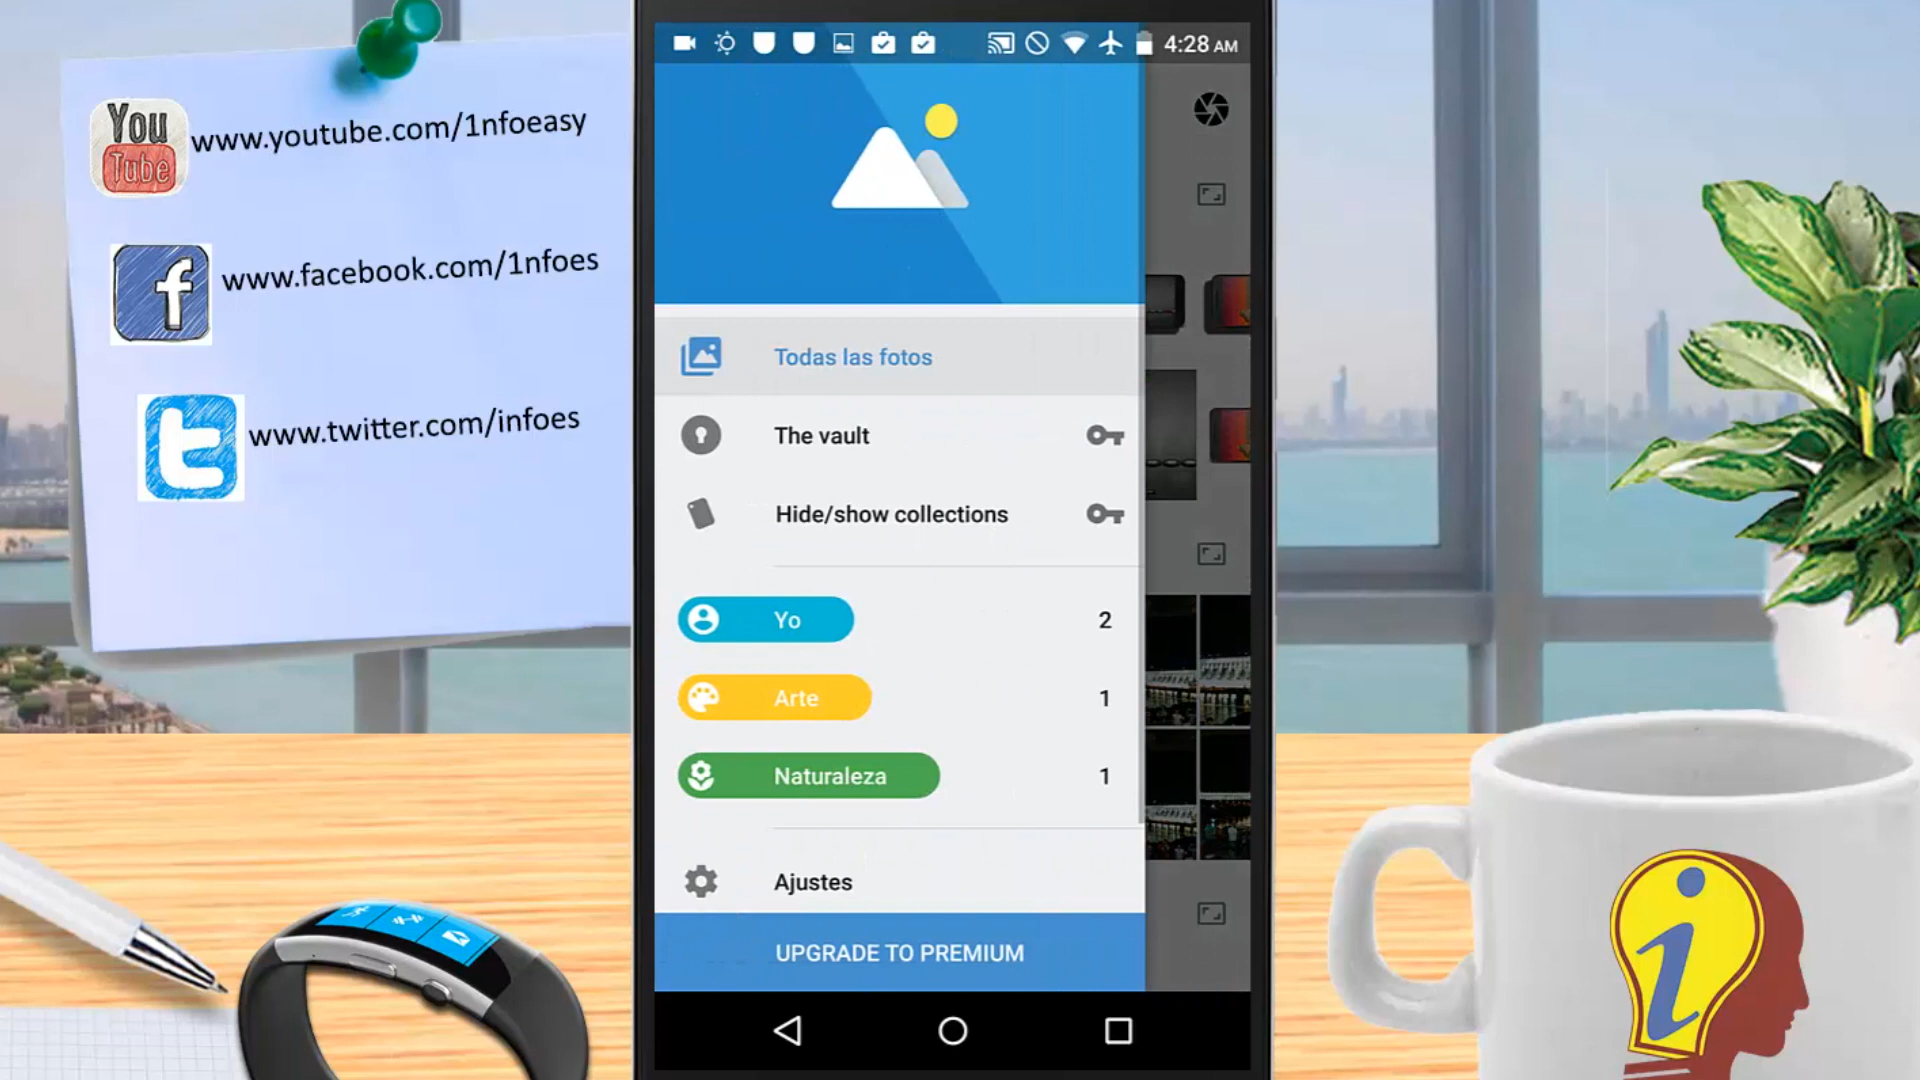 You
Tube
www.youtube.com/1nfoeasy
www.facebook.com/1nfoes
www.twitter.com/infoes
4:28 AM
Todas las fotos
The vault
Hide/show collections
Yo 2
Arte 1
Naturaleza 1
Ajustes
UPGRADE TO PREMIUM